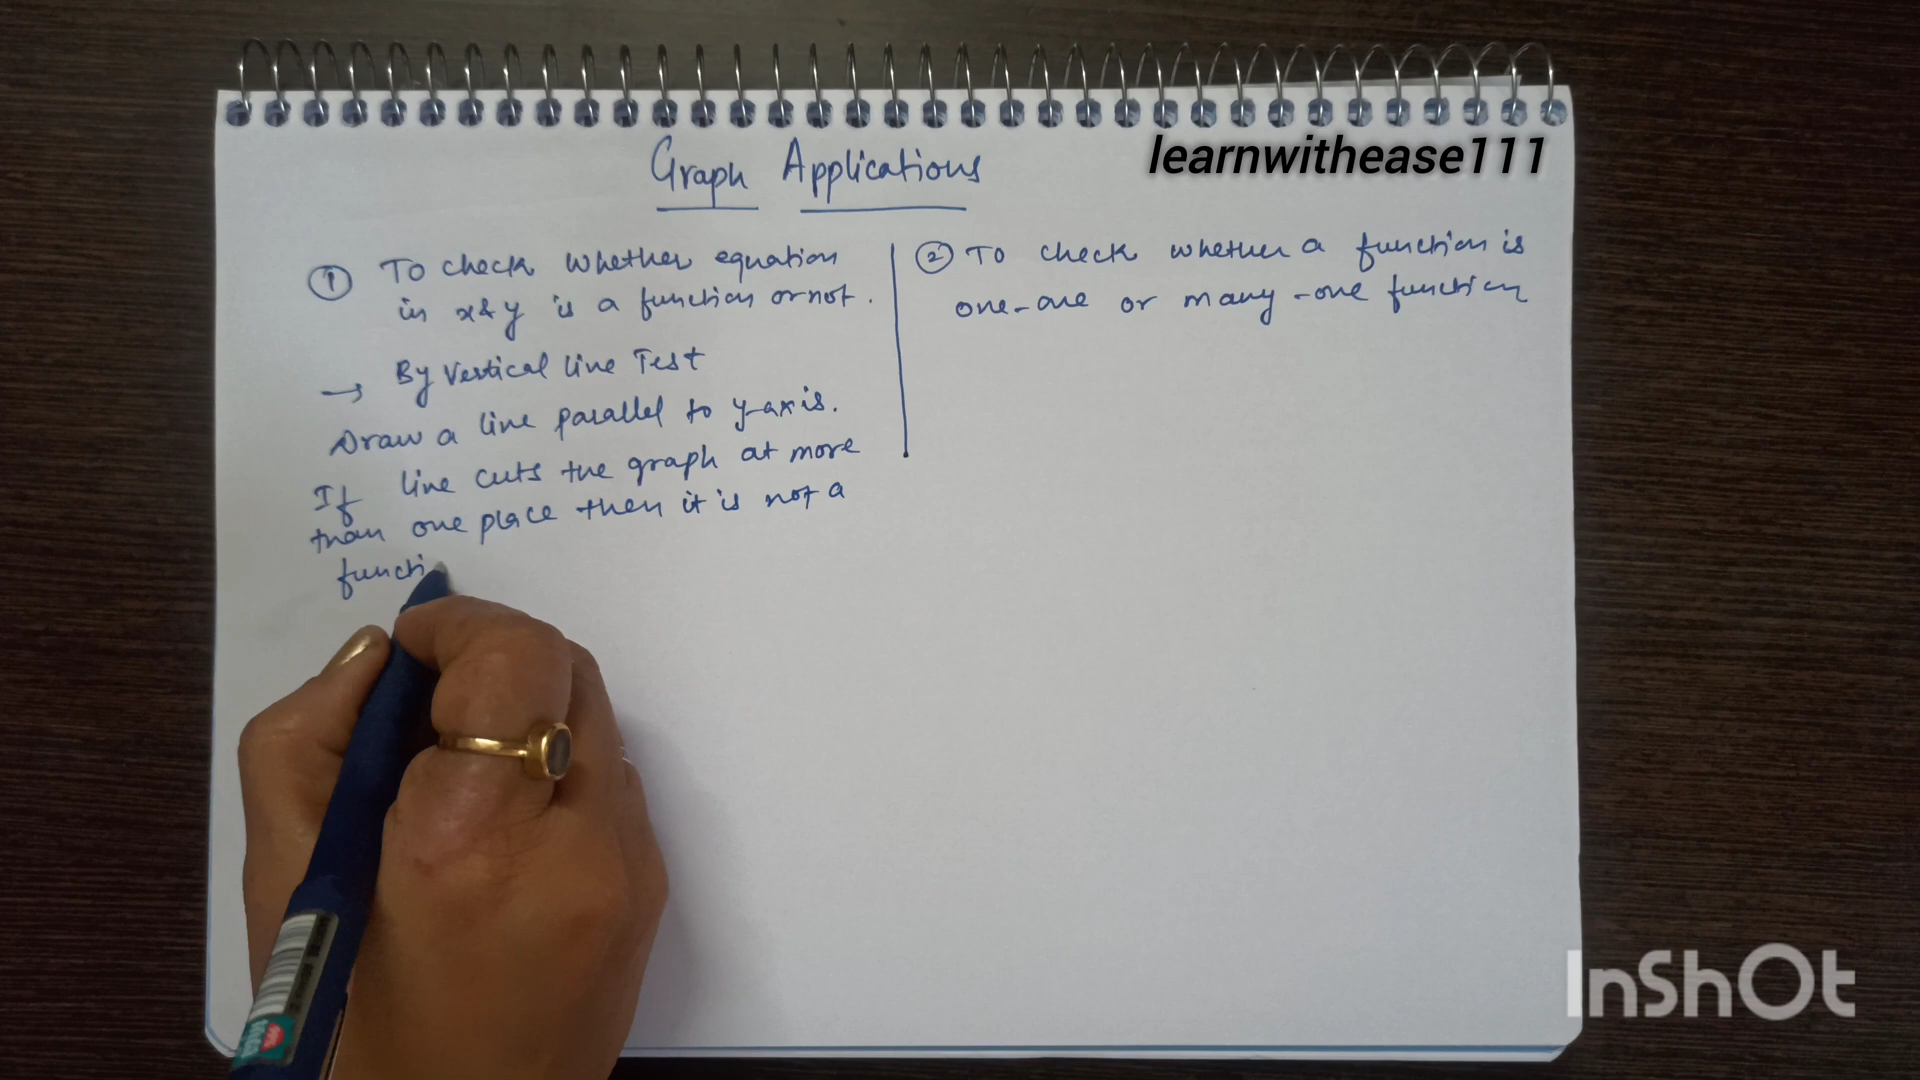 Graph Applications
learnwithease111
① To check whether equation
in x & y is a function or not.
→ By Vertical line Test
Draw a line parallel to y-axis.
If line cuts the graph at more
than one place then it is not a
functi
② To check whether a function is
one-one or many-one function
InShOt